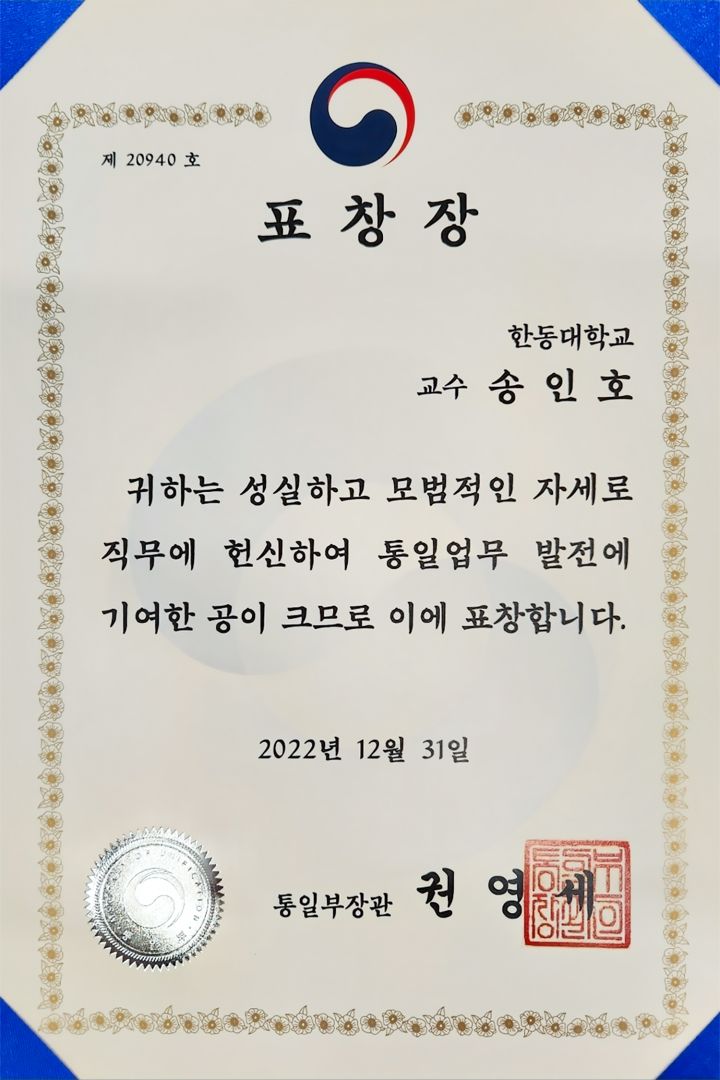 제 20940 호
표 창 장
한동대학교
교수 송 인 호
귀하는 성실하고 모범적인 자세로
직무에 헌신하여 통일업무 발전에
기여한 공이 크므로 이에 표창합니다.
2022년 12월 31일
통일부장관 권 영 세